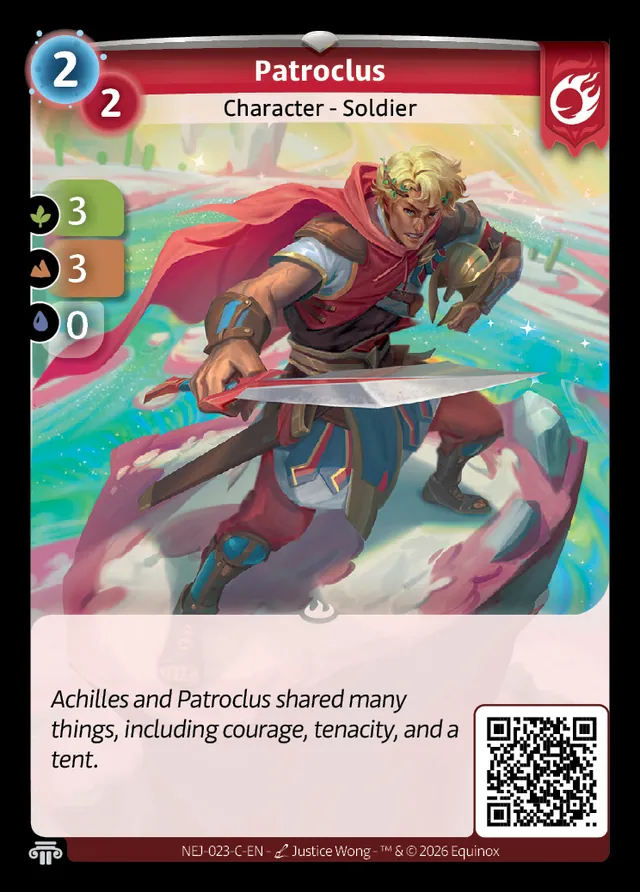 2
Patroclus
2
Character - Soldier
3
3
0
Achilles and Patroclus shared many
things, including courage, tenacity, and a
tent.
NEJ-023-C-EN - Justice Wong - ™ & © 2026 Equinox